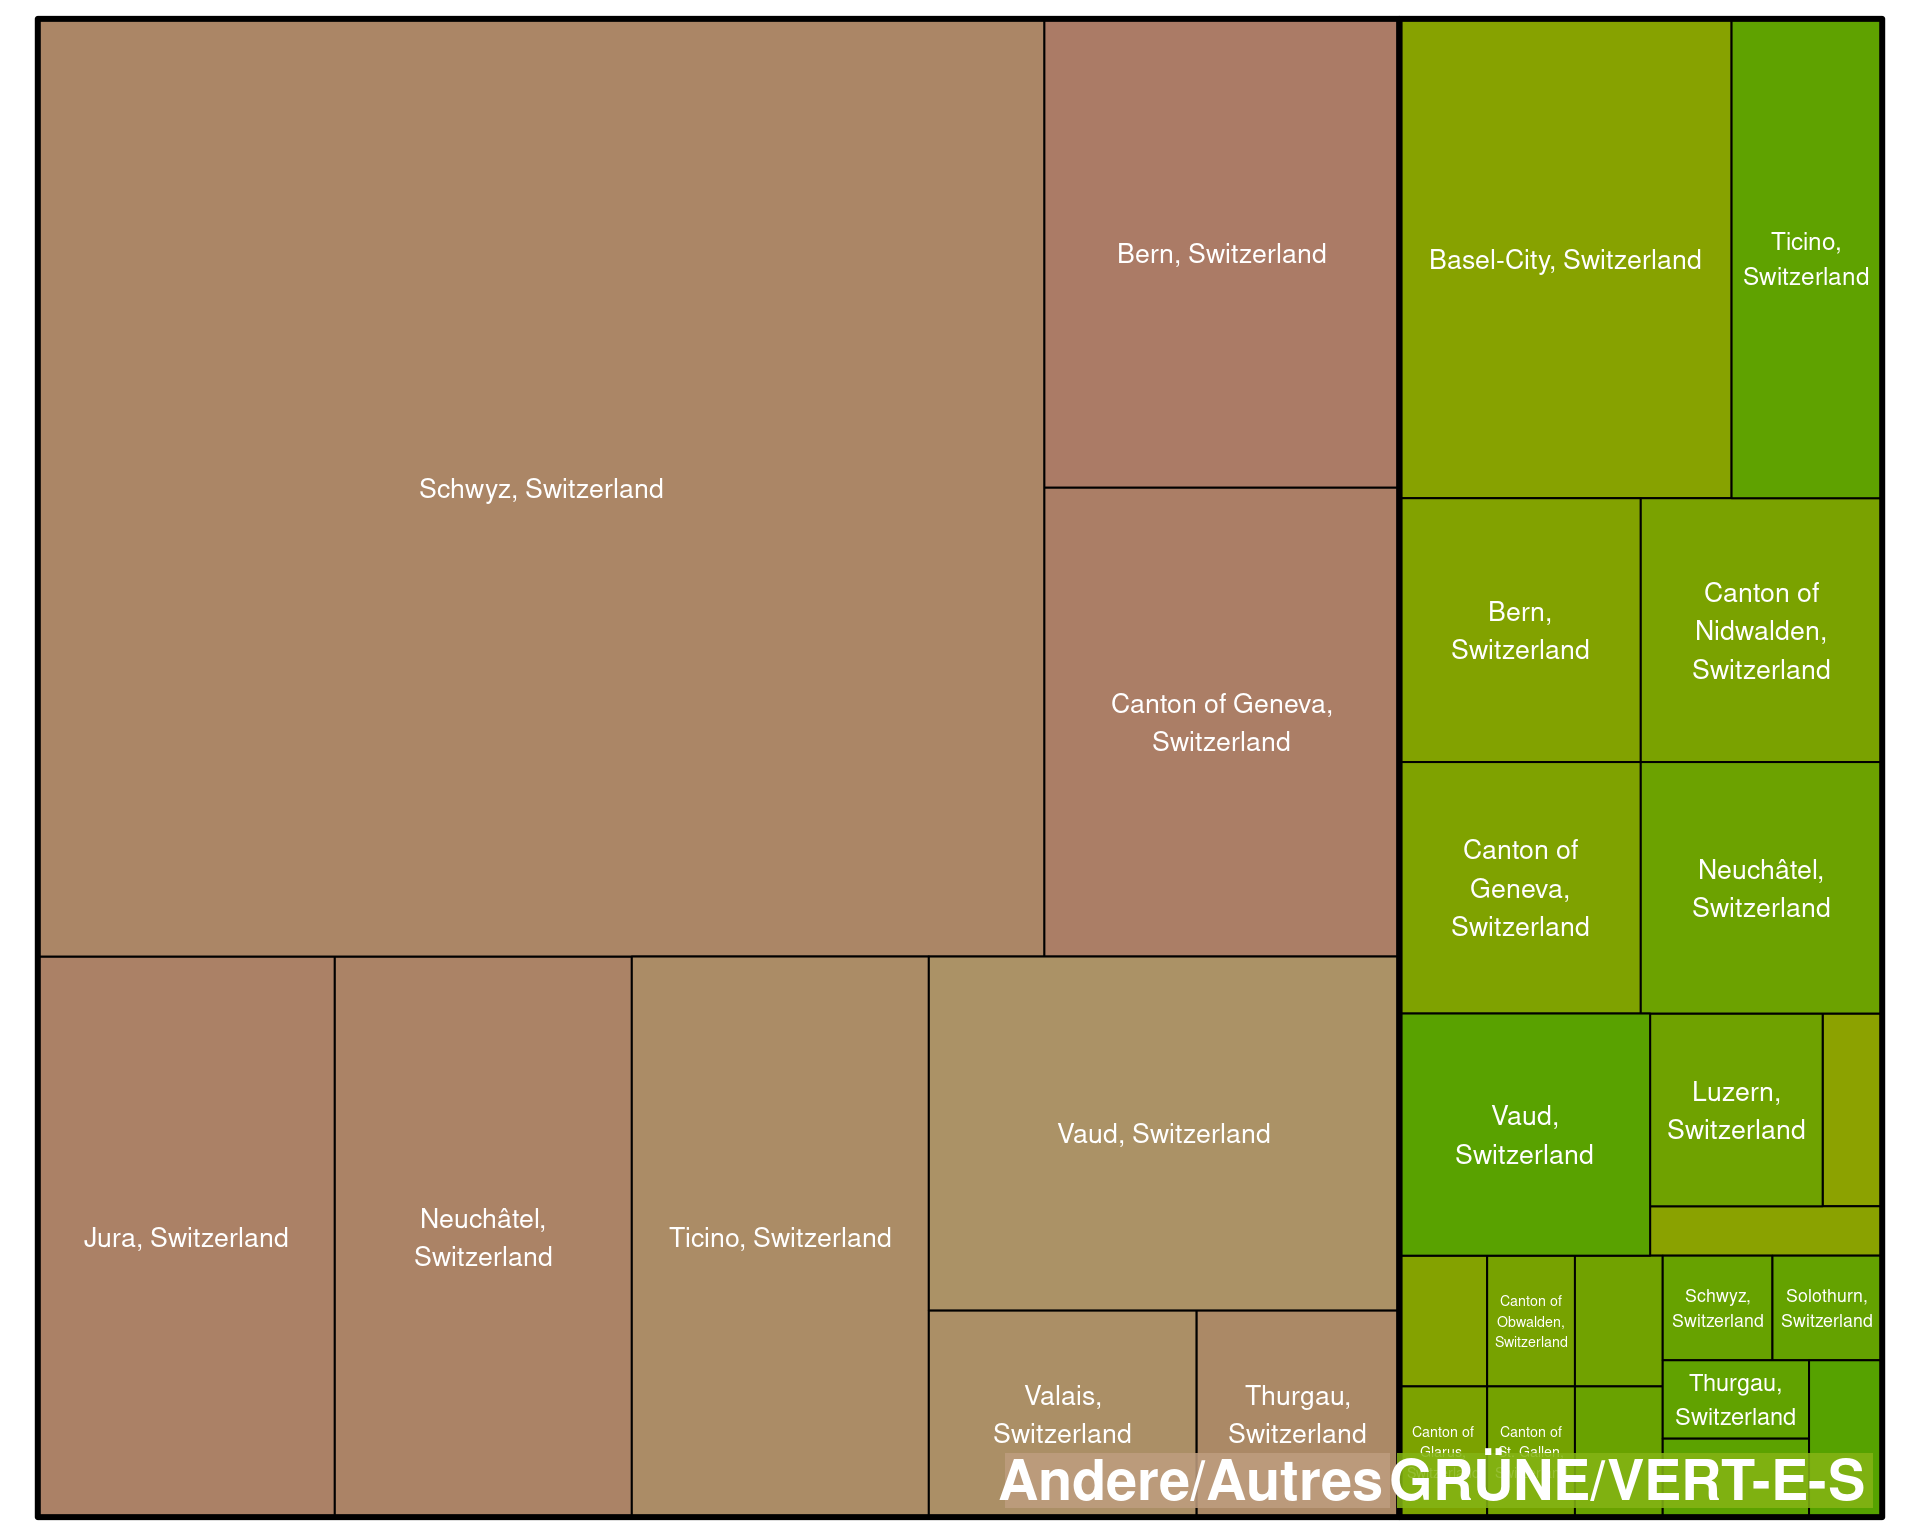 Schwyz, Switzerland
Bern, Switzerland
Canton of Geneva,
Switzerland
Jura, Switzerland
Neuchâtel,
Switzerland
Ticino, Switzerland
Vaud, Switzerland
Valais,
Switzerland
Thurgau,
Switzerland
Basel-City, Switzerland
Ticino,
Switzerland
Bern,
Switzerland
Canton of
Nidwalden,
Switzerland
Canton of
Geneva,
Switzerland
Neuchâtel,
Switzerland
Vaud,
Switzerland
Luzern,
Switzerland
Canton of
Obwalden,
Switzerland
Schwyz,
Switzerland
Solothurn,
Switzerland
Thurgau,
Switzerland
Canton of
Glarus,
Canton of
St. Gallen,
Andere/Autres
GRÜNE/VERT-E-S